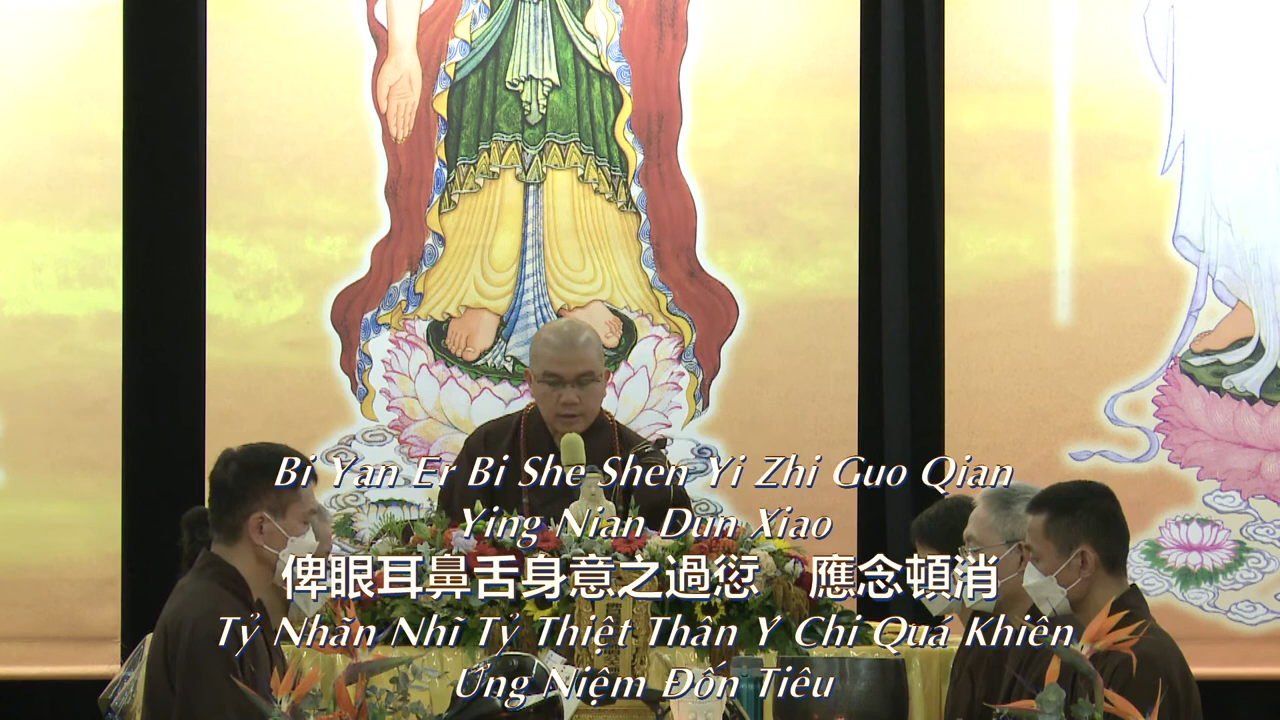 Bi Yan Er Bi She Shen Yi Zhi Guo Qian
Ying Nian Dun Xiao
俾眼耳鼻舌身意之過愆　應念頓消
Tỷ Nhãn Nhĩ Tỷ Thiệt Thân Ý Chi Quá Khiên
Ứng Niệm Đốn Tiêu